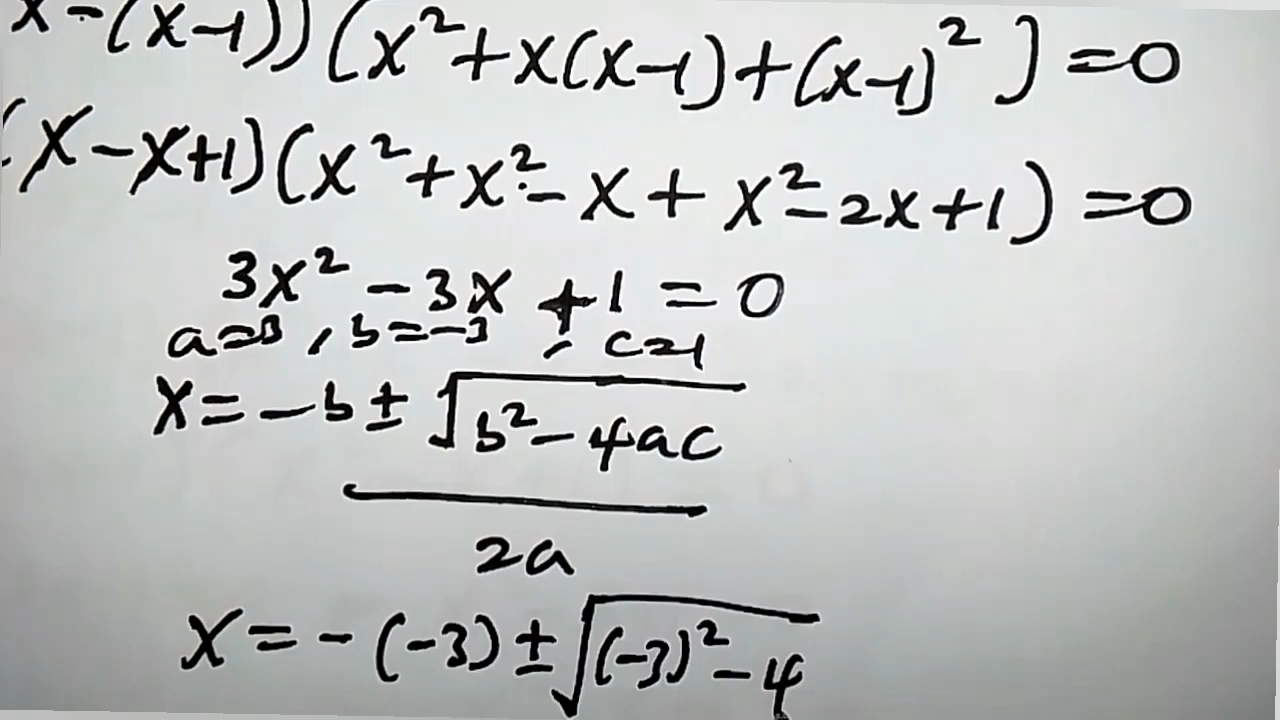 x-(x-1))(x²+x(x-1)+(x-1)²)=0
(x-x+1)(x²+x²-x+x²-2x+1)=0
3x²-3x+1=0
a=3, b=-3, c=1
x=-b±√b²-4ac
2a
x=-(-3)±√(-3)²-4